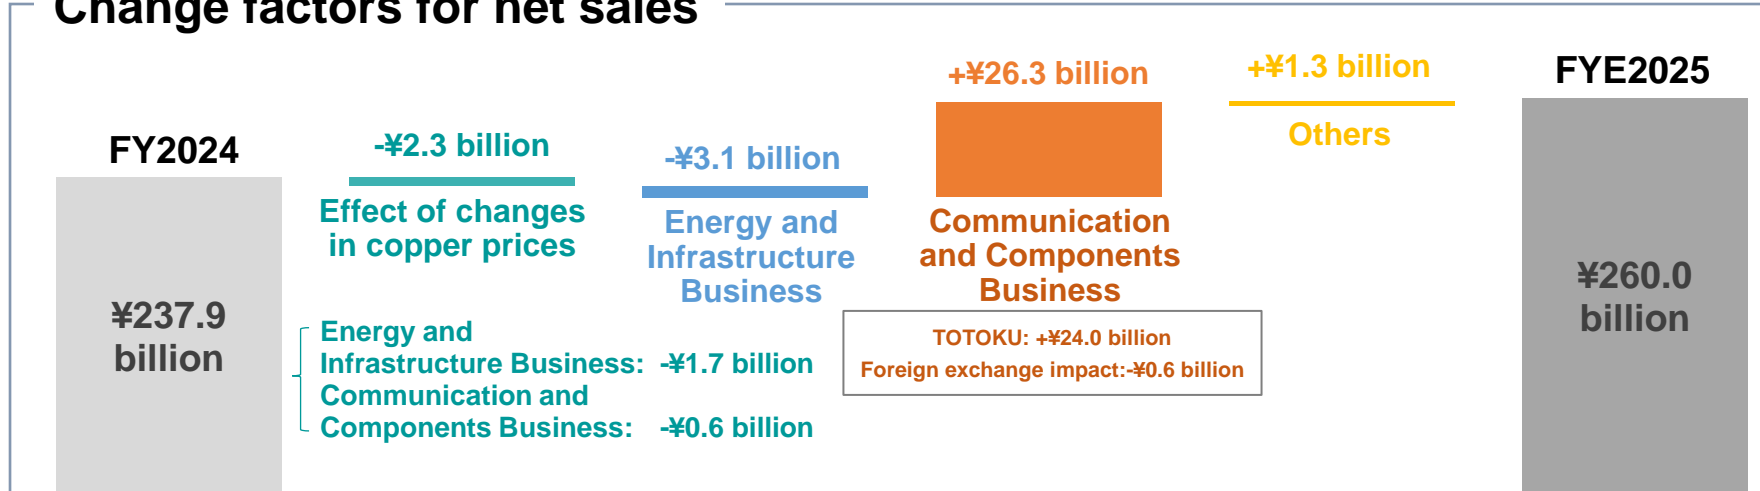 Change factors for net sales
FY2024
¥237.9
billion
-¥2.3 billion
Effect of changes
in copper prices
Energy and
Infrastructure Business: -¥1.7 billion
Communication and
Components Business: -¥0.6 billion
-¥3.1 billion
Energy and
Infrastructure
Business
+¥26.3 billion
Communication
and Components
Business
TOTOKU: +¥24.0 billion
Foreign exchange impact:-¥0.6 billion
+¥1.3 billion
Others
FYE2025
¥260.0
billion